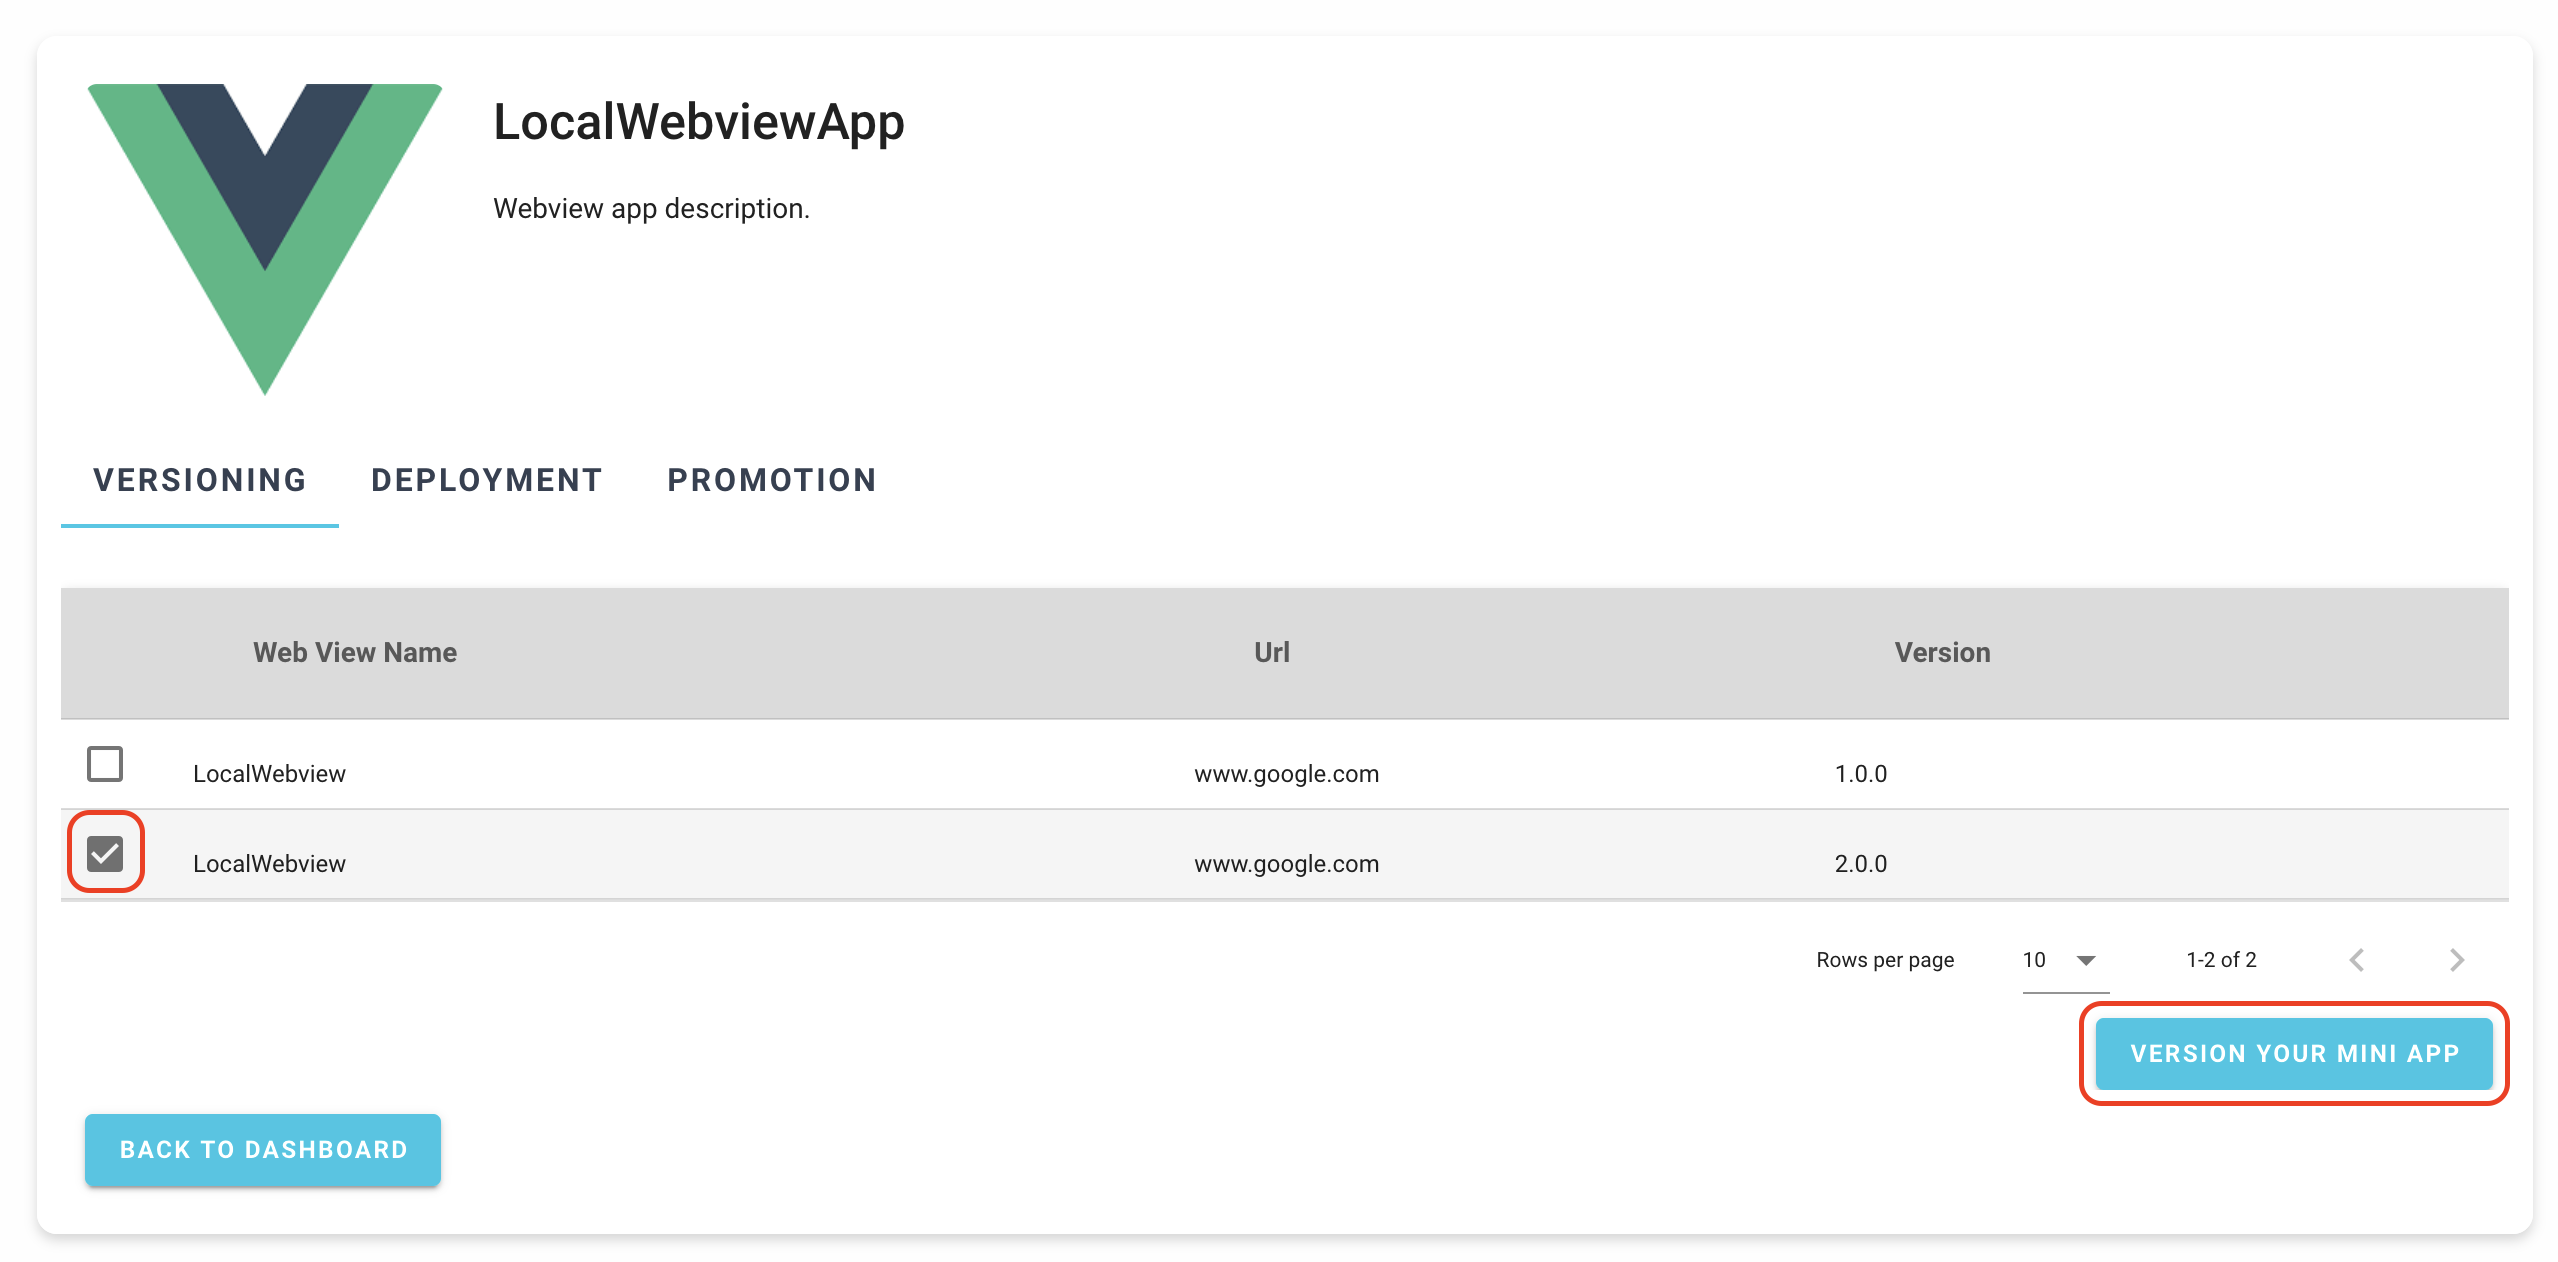 LocalWebviewApp
Webview app description.
VERSIONING DEPLOYMENT PROMOTION
Web View Name Url Version
LocalWebview www.google.com 1.0.0
LocalWebview www.google.com 2.0.0
Rows per page 10 1-2 of 2
VERSION YOUR MINI APP
BACK TO DASHBOARD